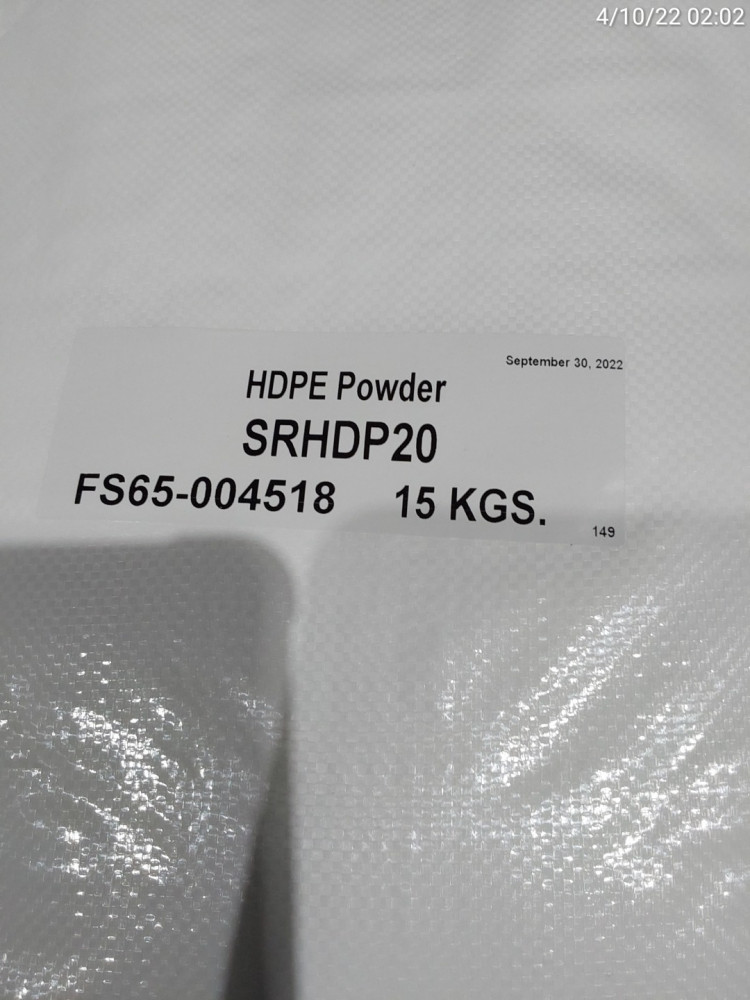 4/10/22 02:02
September 30, 2022
HDPE Powder
SRHDP20
FS65-004518 15 KGS.
149